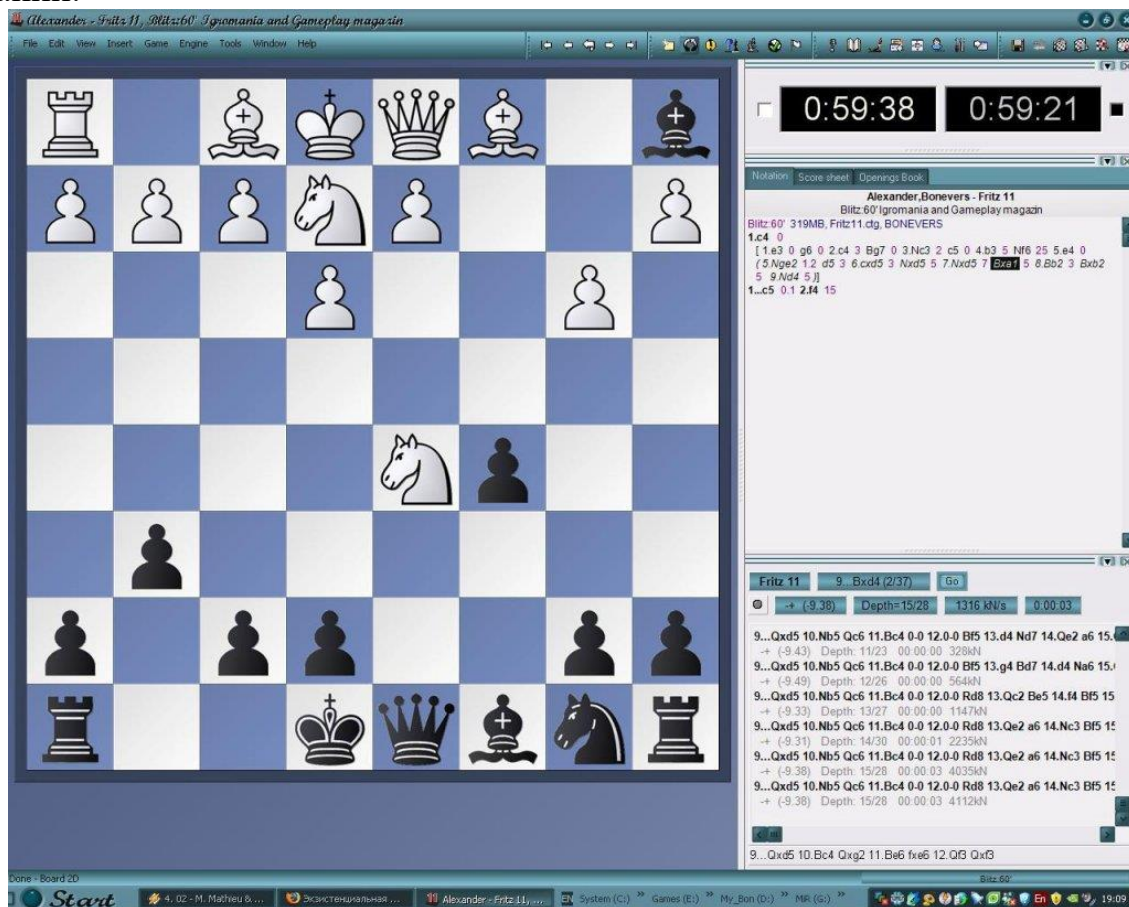 Alexander - Fritz 11, Blitz:60' Igromania and Gameplay magazin
File Edit View Insert Game Engine Tools Window Help
0:59:38 0:59:21
Notation Score sheet Openings Book
Alexander,Bonevers - Fritz 11
Blitz:60' Igromania and Gameplay magazin
Blitz:60' 319MB, Fritz11.ctg, BONEVERS
1.c4 0
[ 1.e3 0 g6 0 2.c4 3 Bg7 0 3.Nc3 2 c5 0 4.b3 5 Nf6 25 5.e4 0
( 5.Nge2 1.2 d5 3 6.cxd5 3 Nxd5 5 7.Nxd5 7 Bxa1 5 8.Bb2 3 Bxb2
5 9.Nd4 5 )]
1...c5 0.1 2.f4 15
Fritz 11 9...Bxd4 (2/37) Go
-+ (-9.38) Depth=15/28 1316 kN/s 0:00:03
9...Qxd5 10.Nb5 Qc6 11.Bc4 0-0 12.0-0 Bf5 13.d4 Nd7 14.Qe2 a6 15.
-+ (-9.43) Depth: 11/23 00:00:00 328kN
9...Qxd5 10.Nb5 Qc6 11.Bc4 0-0 12.0-0 Bf5 13.g4 Bd7 14.d4 Na6 15.
-+ (-9.49) Depth: 12/26 00:00:00 564kN
9...Qxd5 10.Nb5 Qc6 11.Bc4 0-0 12.0-0 Rd8 13.Qc2 Be5 14.f4 Bf5 15
-+ (-9.33) Depth: 13/27 00:00:00 1147kN
9...Qxd5 10.Nb5 Qc6 11.Bc4 0-0 12.0-0 Rd8 13.Qe2 a6 14.Nc3 Bf5 15
-+ (-9.31) Depth: 14/30 00:00:01 2235kN
9...Qxd5 10.Nb5 Qc6 11.Bc4 0-0 12.0-0 Rd8 13.Qe2 a6 14.Nc3 Bf5 15
-+ (-9.38) Depth: 15/28 00:00:03 4035kN
9...Qxd5 10.Nb5 Qc6 11.Bc4 0-0 12.0-0 Rd8 13.Qe2 a6 14.Nc3 Bf5 15
-+ (-9.38) Depth: 15/28 00:00:03 4112kN
9...Qxd5 10.Bc4 Qxg2 11.Be6 fxe6 12.Qf3 Qxf3
Done - Board 2D Blitz:60'
Start 4. 02 - M. Mathieu & ... Экзистенциальная ... Alexander - Fritz 11, ... System (C:) Games (E:) My_Bon (D:) MiR (G:) En 19:09